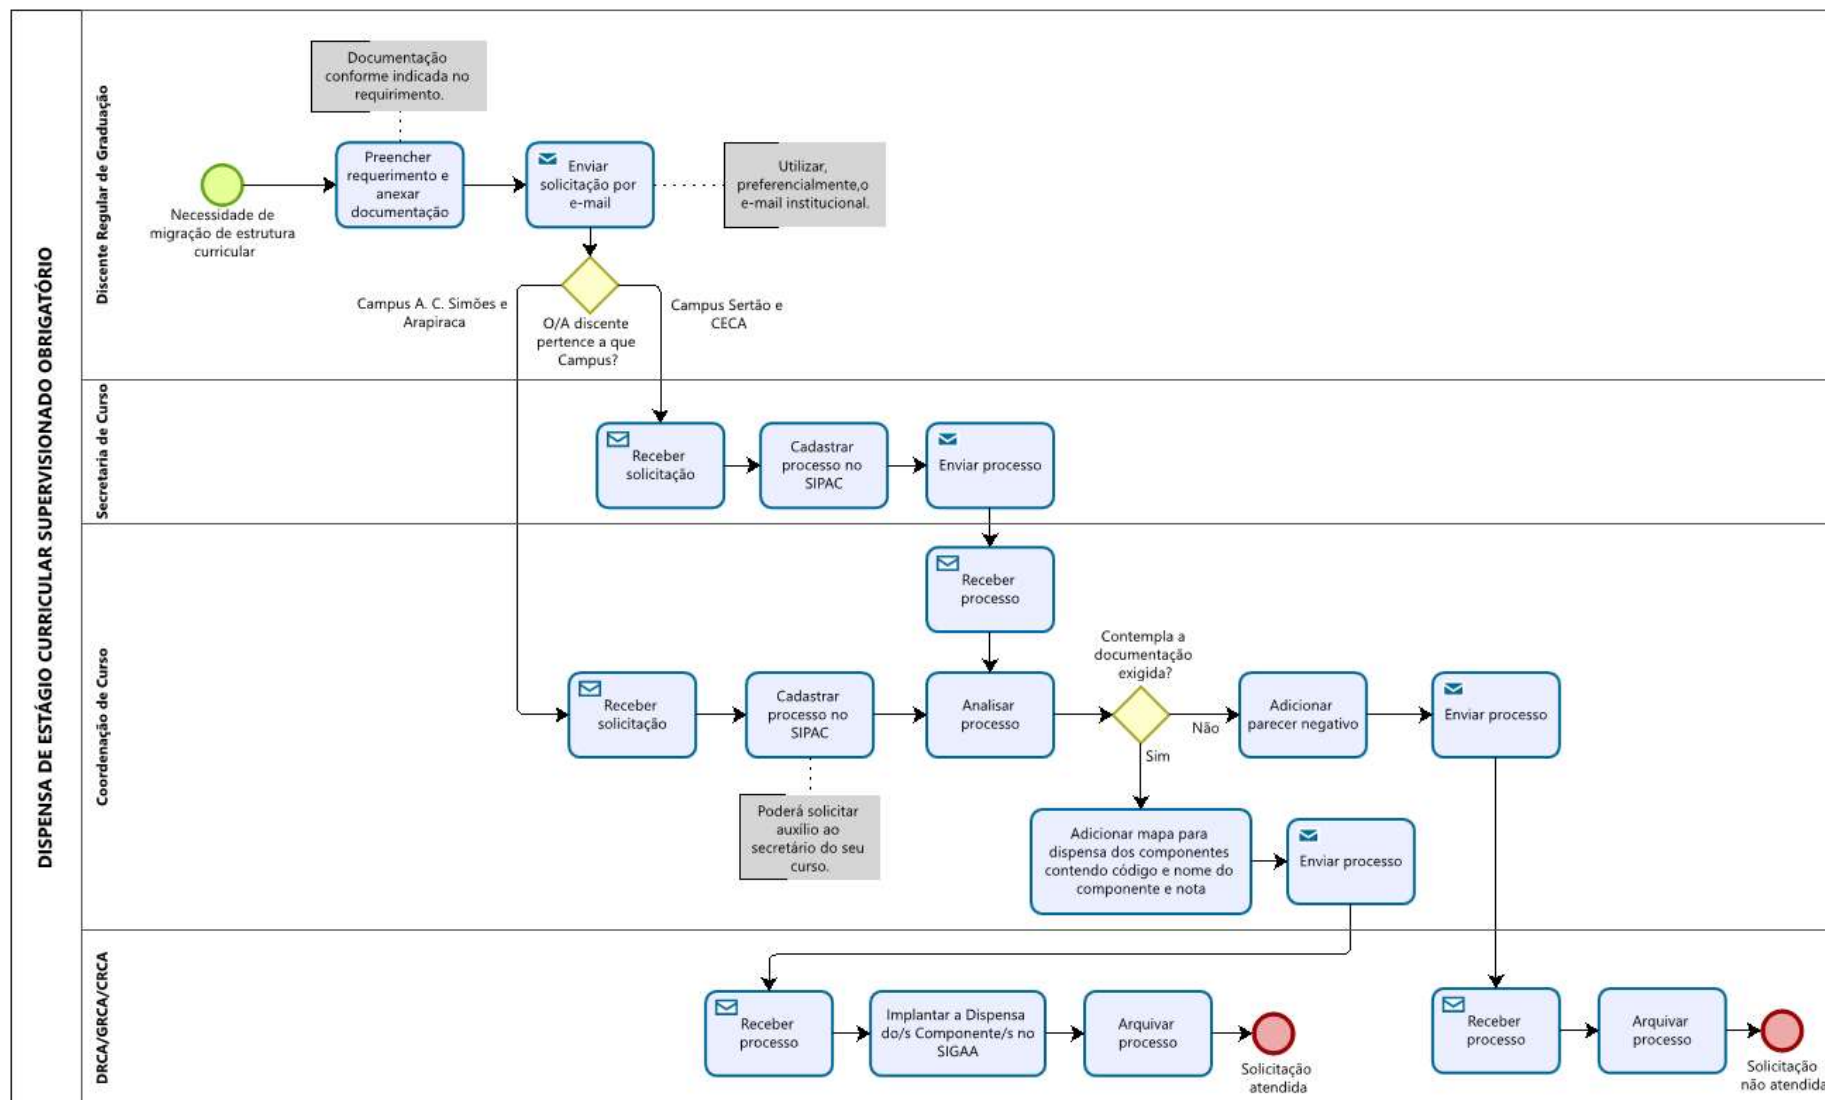 DISPENSA DE ESTÁGIO CURRICULAR SUPERVISIONADO OBRIGATÓRIO
Discente Regular de Graduação
Documentação
conforme indicada no
requirimento.
Necessidade de
migração de estrutura
curricular
Preencher
requerimento e
anexar
documentação
Enviar
solicitação por
e-mail
Utilizar,
preferencialmente,o
e-mail institucional.
Campus A. C. Simões e
Arapiraca
O/A discente
pertence a que
Campus?
Campus Sertão e
CECA
Secretaria de Curso
Receber
solicitação
Cadastrar
processo no
SIPAC
Enviar processo
Coordenação de Curso
Receber
processo
Receber
solicitação
Cadastrar
processo no
SIPAC
Poderá solicitar
auxílio ao
secretário do seu
curso.
Analisar
processo
Contempla a
documentação
exigida?
Não
Sim
Adicionar
parecer negativo
Enviar processo
Adicionar mapa para
dispensa dos componentes
contendo código e nome do
componente e nota
Enviar processo
DRCA/GRCA/CRCA
Receber
processo
Implantar a Dispensa
do/s Componente/s no
SIGAA
Arquivar
processo
Solicitação
atendida
Receber
processo
Arquivar
processo
Solicitação
não atendida